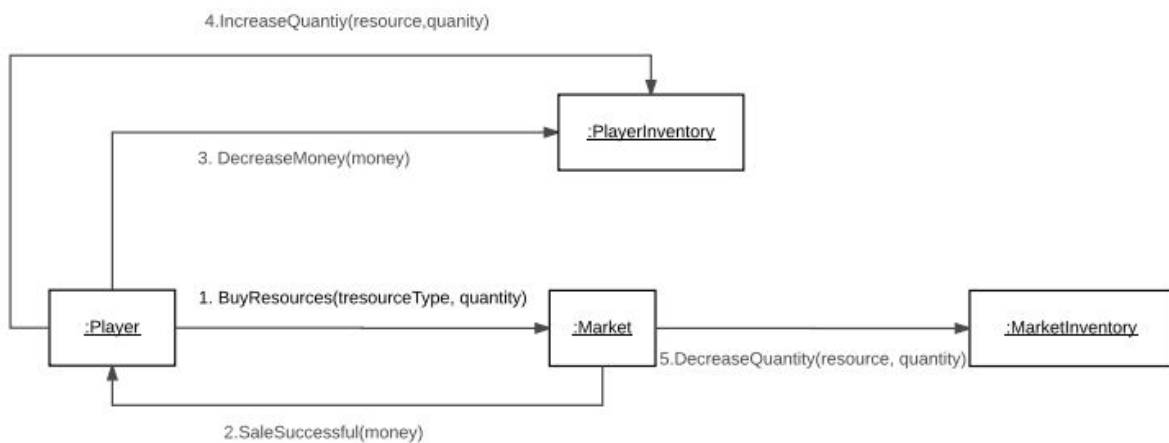 4.IncreaseQuantiy(resource,quanity)
:PlayerInventory
3. DecreaseMoney(money)
1. BuyResources(tresourceType, quantity)
:Player
:Market
:MarketInventory
5.DecreaseQuantity(resource, quantity)
2.SaleSuccessful(money)